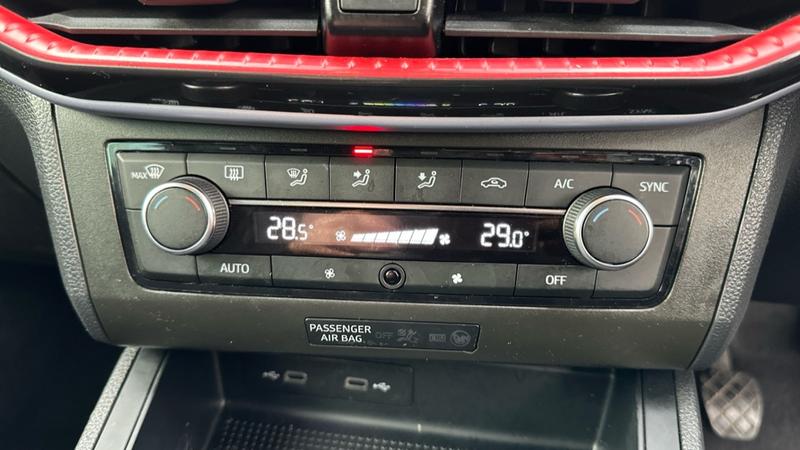 MAX
A/C
SYNC
28.5°
29.0°
AUTO
OFF
PASSENGER OFF
AIR BAG